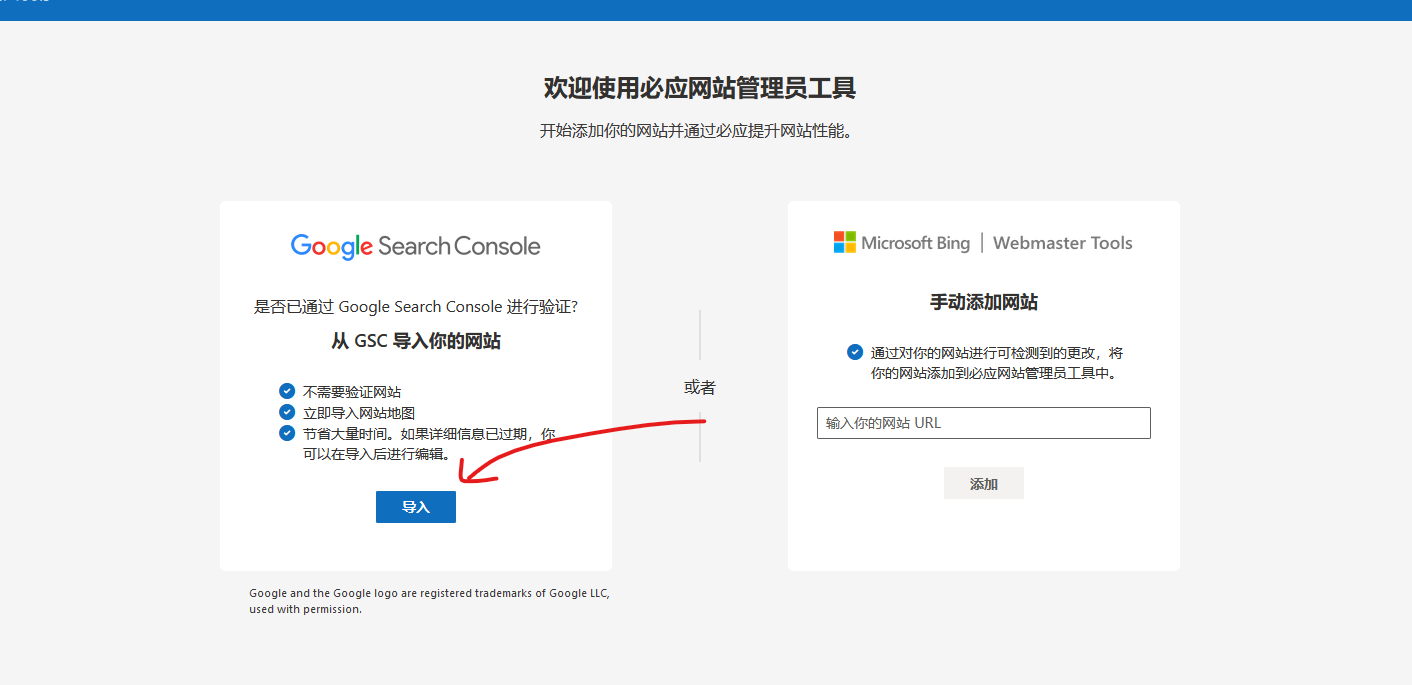 欢迎使用必应网站管理员工具
开始添加你的网站并通过必应提升网站性能。
Google Search Console
是否已通过 Google Search Console 进行验证?
从 GSC 导入你的网站
不需要验证网站
立即导入网站地图
节省大量时间。如果详细信息已过期，你
可以在导入后进行编辑。
导入
Google and the Google logo are registered trademarks of Google LLC,
used with permission.
或者
Microsoft Bing | Webmaster Tools
手动添加网站
通过对你的网站进行可检测到的更改，将
你的网站添加到必应网站管理员工具中。
输入你的网站 URL
添加